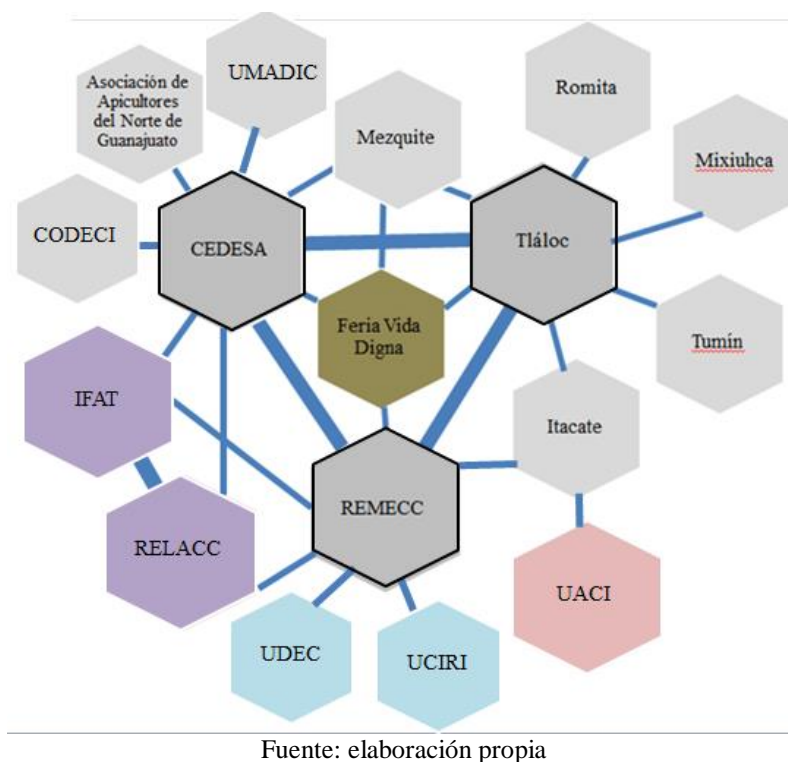 UMADIC
Asociación de
Apicultores
del Norte de
Guanajuato
Mezquite
Romita
Mixiuhca
CODECI
CEDESA
Tláloc
Feria Vida
Digna
Tumín
IFAT
Itacate
RELACC
REMECC
UACI
UDEC
UCIRI
Fuente: elaboración propia